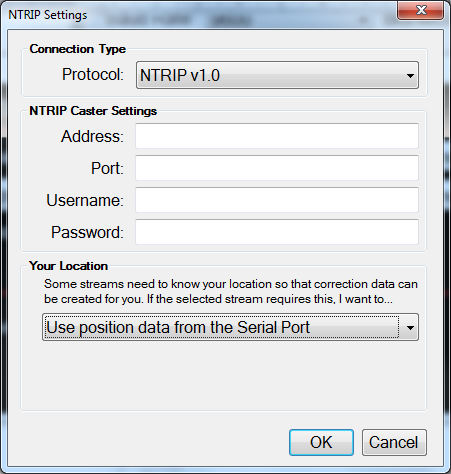 NTRIP Settings
Connection Type
Protocol: NTRIP v1.0
NTRIP Caster Settings
Address:
Port:
Username:
Password:
Your Location
Some streams need to know your location so that correction data can
be created for you. If the selected stream requires this, I want to...
Use position data from the Serial Port
OK Cancel